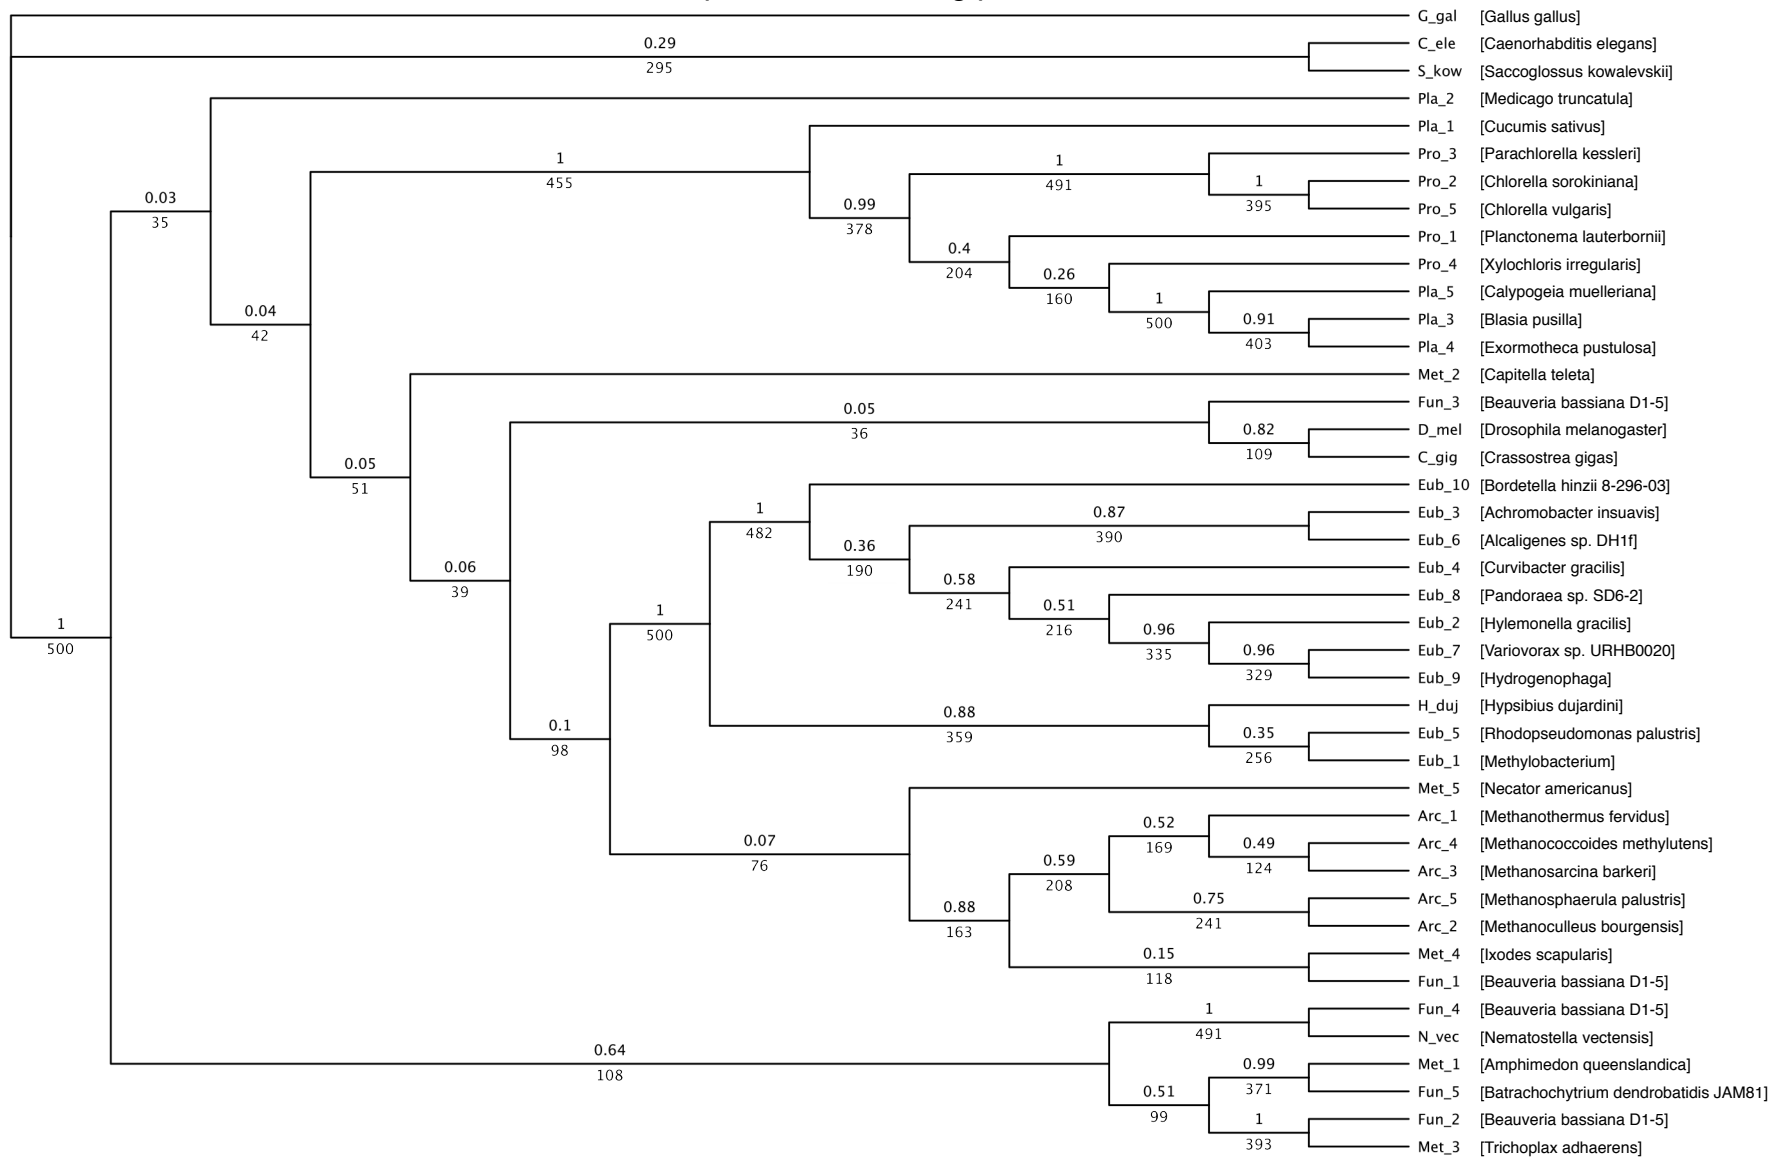 G_gal [Gallus gallus]
0.29
C_ele [Caenorhabditis elegans]
295
S_kow [Saccoglossus kowalevskii]
Pla_2 [Medicago truncatula]
Pla_1 [Cucumis sativus]
1
1
Pro_3 [Parachlorella kessleri]
455
491
1
Pro_2 [Chlorella sorokiniana]
0.03
0.99
395
Pro_5 [Chlorella vulgaris]
35
378
Pro_1 [Planctonema lauterbornii]
0.4
204
0.26
Pro_4 [Xylochloris irregularis]
160
1
Pla_5 [Calypogeia muelleriana]
0.04
500
0.91
Pla_3 [Blasia pusilla]
42
403
Pla_4 [Exormotheca pustulosa]
Met_2 [Capitella teleta]
0.05
Fun_3 [Beauveria bassiana D1-5]
36
0.82
D_mel [Drosophila melanogaster]
109
C_gig [Crassostrea gigas]
0.05
51
Eub_10 [Bordetella hinzii 8-296-03]
1
0.87
Eub_3 [Achromobacter insuavis]
482
390
0.36
Eub_6 [Alcaligenes sp. DH1f]
190
0.06
0.58
Eub_4 [Curvibacter gracilis]
39
241
0.51
Eub_8 [Pandoraea sp. SD6-2]
1
1
216
0.96
Eub_2 [Hylemonella gracilis]
500
500
335
0.96
Eub_7 [Variovorax sp. URHB0020]
329
Eub_9 [Hydrogenophaga]
0.88
H_duj [Hypsibius dujardini]
0.1
359
0.35
Eub_5 [Rhodopseudomonas palustris]
98
256
Eub_1 [Methylobacterium]
Met_5 [Necator americanus]
0.07
0.52
Arc_1 [Methanothermus fervidus]
76
169
0.49
Arc_4 [Methanococcoides methylutens]
0.59
124
Arc_3 [Methanosarcina barkeri]
208
0.88
0.75
Arc_5 [Methanosphaerula palustris]
163
241
Arc_2 [Methanoculleus bourgensis]
0.15
Met_4 [Ixodes scapularis]
118
Fun_1 [Beauveria bassiana D1-5]
1
Fun_4 [Beauveria bassiana D1-5]
491
N_vec [Nematostella vectensis]
0.64
0.99
Met_1 [Amphimedon queenslandica]
108
0.51
371
Fun_5 [Batrachochytrium dendrobatidis JAM81]
99
1
Fun_2 [Beauveria bassiana D1-5]
393
Met_3 [Trichoplax adhaerens]